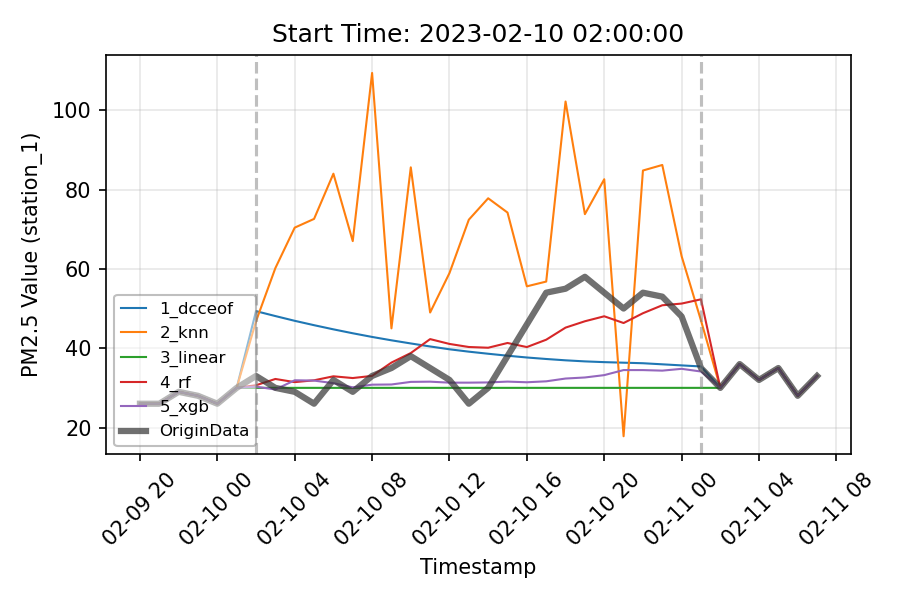 Start Time: 2023-02-10 02:00:00
PM2.5 Value (station_1)
100
80
60
40
20
1_dcceof
2_knn
3_linear
4_rf
5_xgb
OriginData
02-09 20
02-10 00
02-10 04
02-10 08
02-10 12
02-10 16
02-10 20
02-11 00
02-11 04
02-11 08
Timestamp